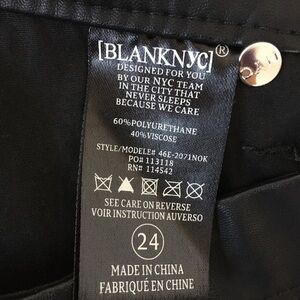 [BLANKNYC]®
DESIGNED FOR YOU
BY OUR NYC TEAM
IN THE CITY THAT
NEVER SLEEPS
BECAUSE WE CARE
60%POLYURETHANE
40%VISCOSE
STYLE/MODELE# 46E-2071NOK
PO# 113118
RN# 114542
SEE CARE ON REVERSE
VOIR INSTRUCTION AUVERSO
24
MADE IN CHINA
FABRIQUÉ EN CHINE